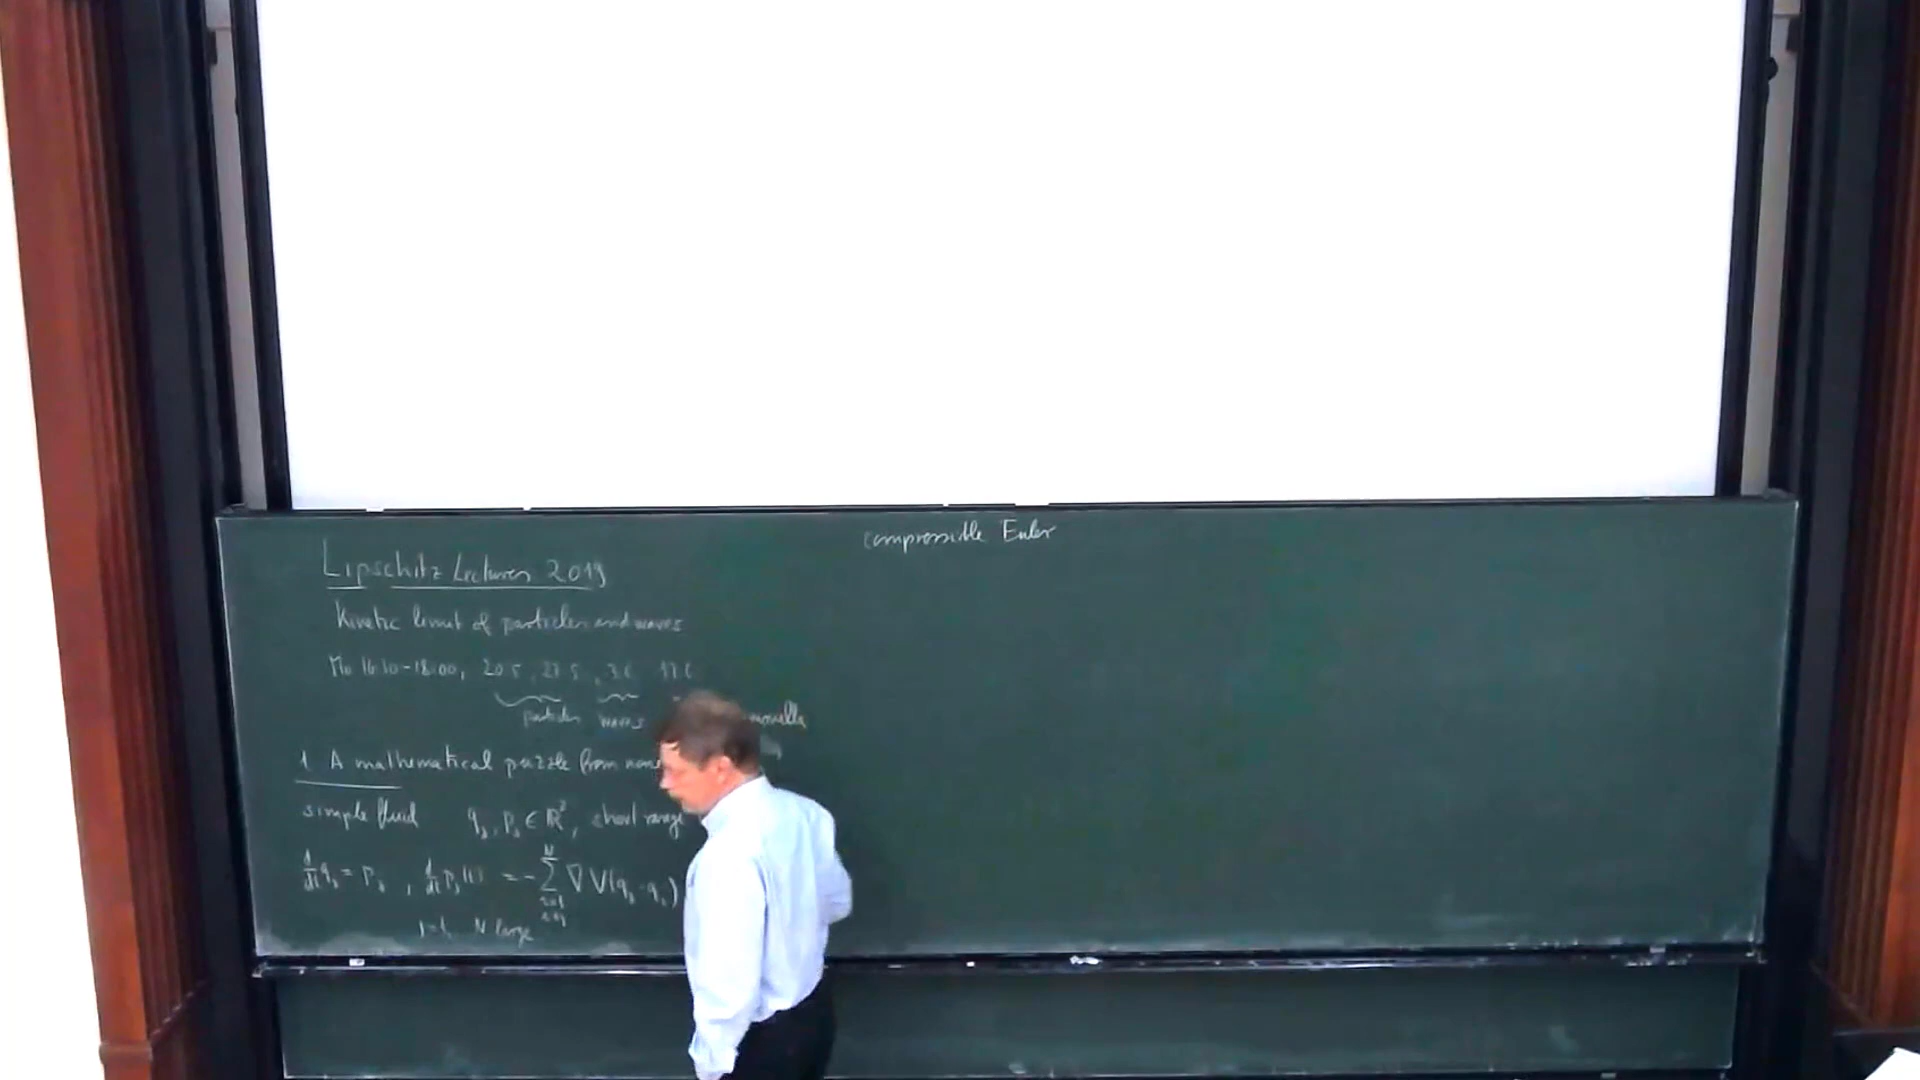 Lipschitz Lectures 2019
Kinetic limit of particles and waves
Mo 16:10-18:00, 20.5, 27.5, 3.6 17.6
particles waves
1 A mathematical puzzle from
simple fluid q_j, p_j ∈ ℝ², short range
d/dt q_j = p_j , d/dt p_j(t) = - ∑ ∇V(q_j - q_i)
N large
compressible Euler